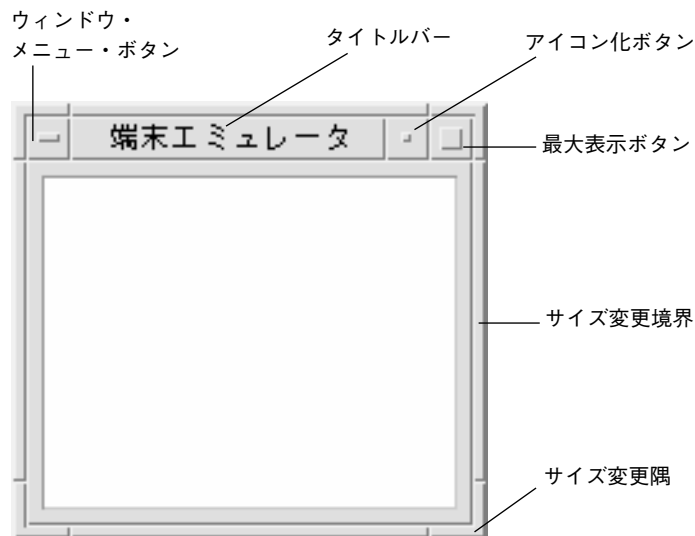 ウィンドウ・
メニュー・ボタン
タイトルバー
アイコン化ボタン
端末エミュレータ
最大表示ボタン
サイズ変更境界
サイズ変更隅